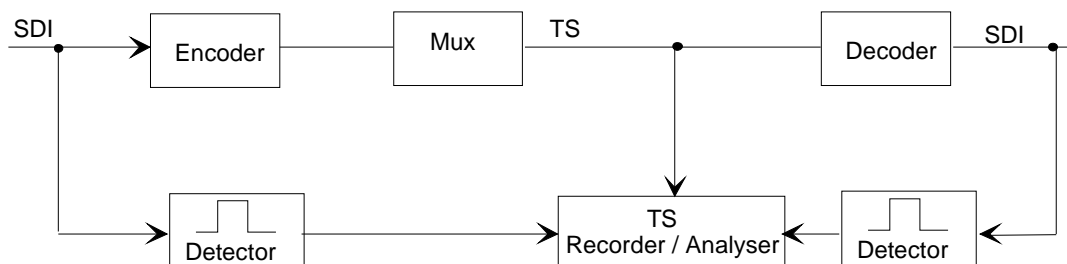 SDI
Encoder
Mux
TS
Decoder
SDI
Detector
TS
Recorder / Analyser
Detector